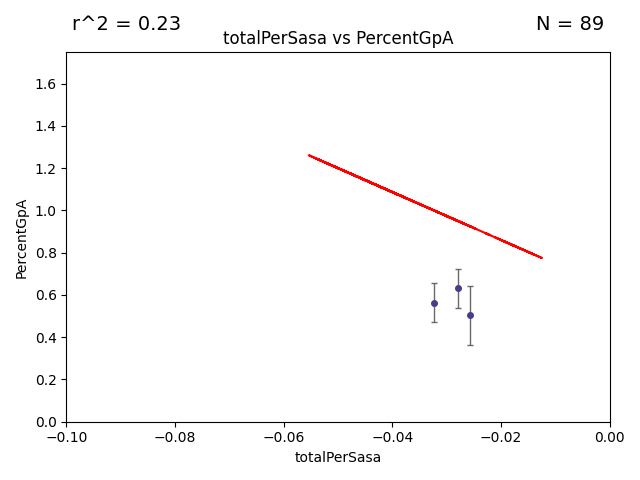 r^2 = 0.23
N = 89
totalPerSasa vs PercentGpA
PercentGpA
1.6
1.4
1.2
1.0
0.8
0.6
0.4
0.2
0.0
−0.10 −0.08 −0.06 −0.04 −0.02 0.00
totalPerSasa